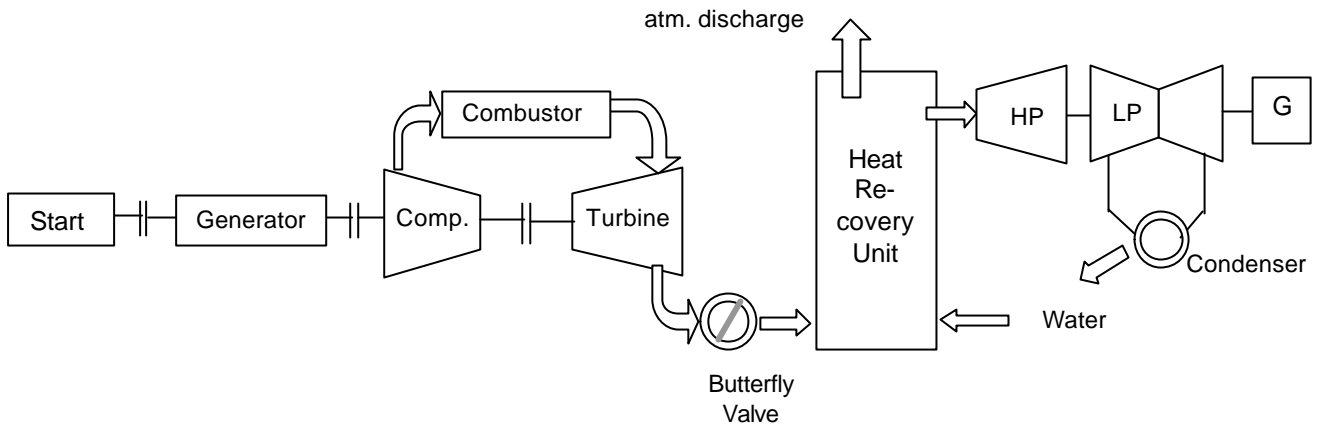 atm. discharge
Combustor
HP
LP
G
Heat
Re-
covery
Unit
Start
Generator
Comp.
Turbine
Condenser
Water
Butterfly
Valve